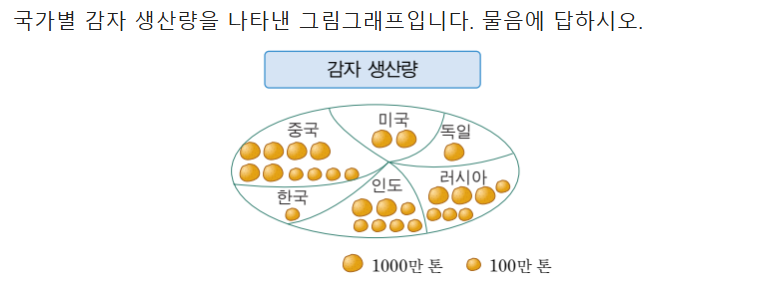 국가별 감자 생산량을 나타낸 그림그래프입니다. 물음에 답하시오.
감자 생산량
중국
미국
독일
한국
인도
러시아
1000만 톤
100만 톤